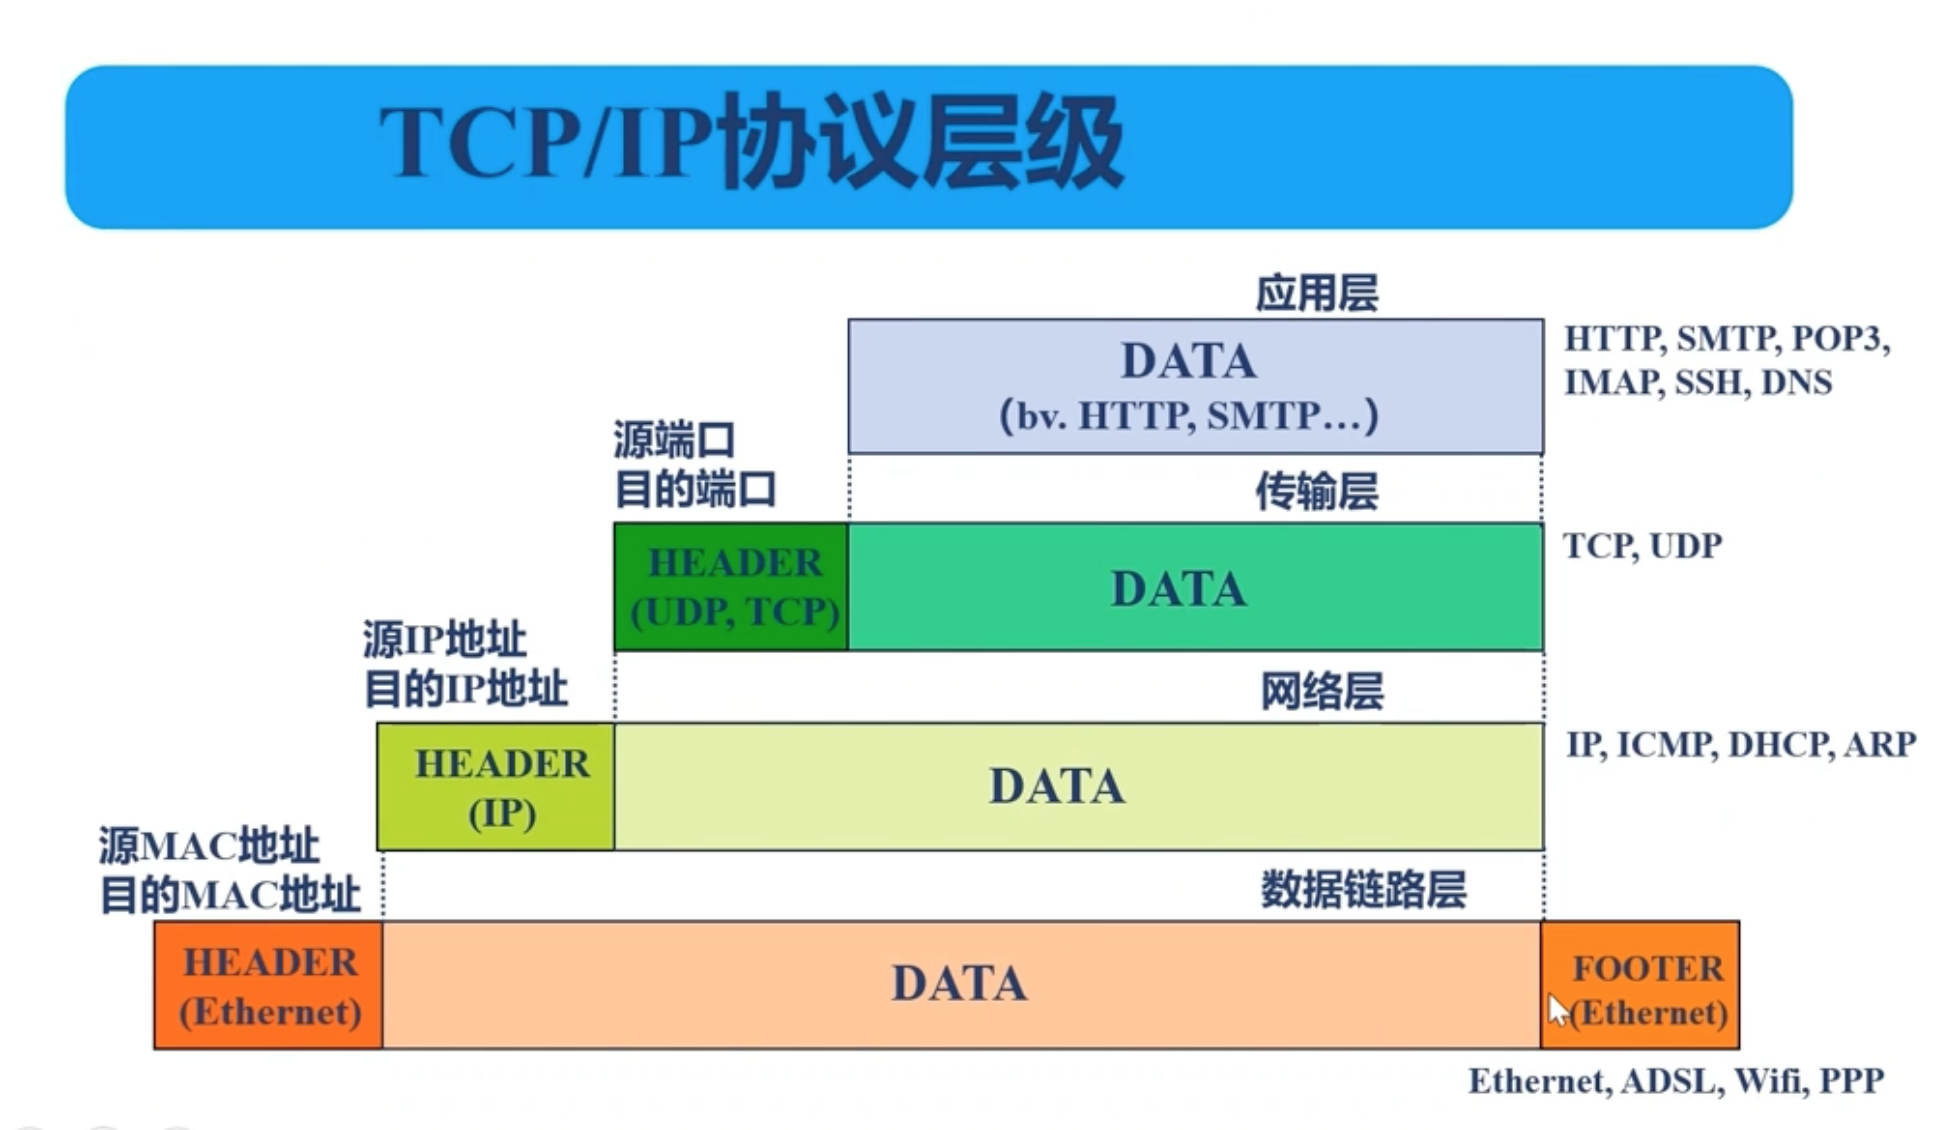 TCP/IP协议层级
应用层
DATA
(bv. HTTP, SMTP…)
HTTP, SMTP, POP3,
IMAP, SSH, DNS
源端口
目的端口
传输层
HEADER
(UDP, TCP)
DATA
TCP, UDP
源IP地址
目的IP地址
网络层
HEADER
(IP)
DATA
IP, ICMP, DHCP, ARP
源MAC地址
目的MAC地址
数据链路层
HEADER
(Ethernet)
DATA
FOOTER
(Ethernet)
Ethernet, ADSL, Wifi, PPP